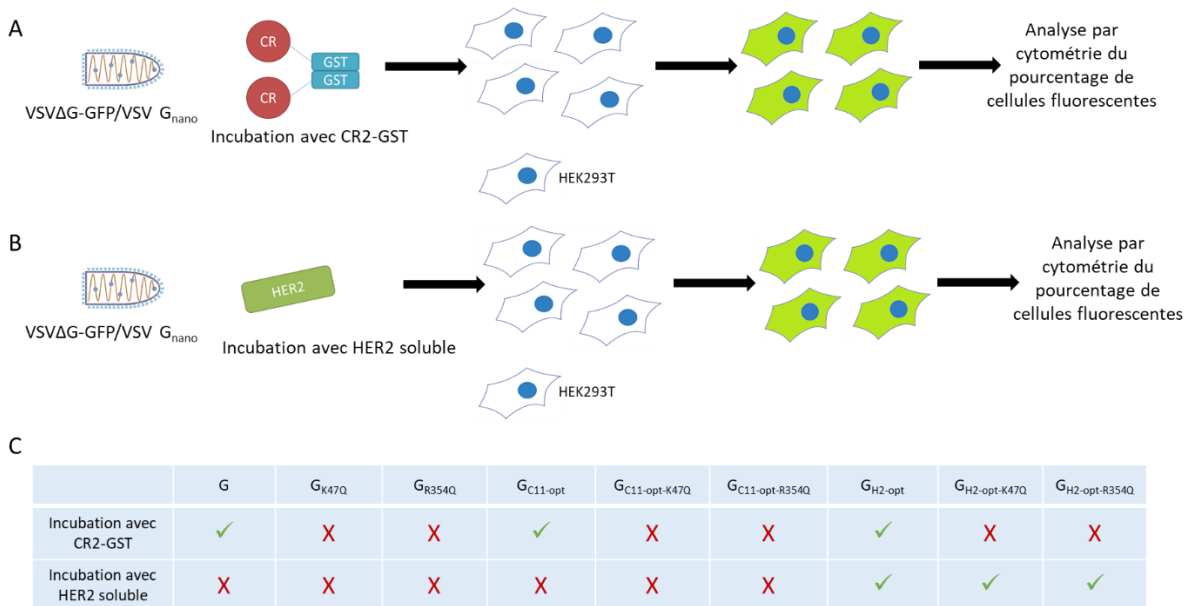 A
VSVΔG-GFP/VSV Gnano
CR
CR
GST
GST
Incubation avec CR2-GST
HEK293T
Analyse par
cytométrie du
pourcentage de
cellules fluorescentes
B
VSVΔG-GFP/VSV Gnano
HER2
Incubation avec HER2 soluble
HEK293T
Analyse par
cytométrie du
pourcentage de
cellules fluorescentes
C
G GK47Q GR354Q GC11-opt GC11-opt-K47Q GC11-opt-R354Q GH2-opt GH2-opt-K47Q GH2-opt-R354Q
Incubation avec
CR2-GST ✓ X X ✓ X X ✓ X X
Incubation avec
HER2 soluble X X X X X X ✓ ✓ ✓